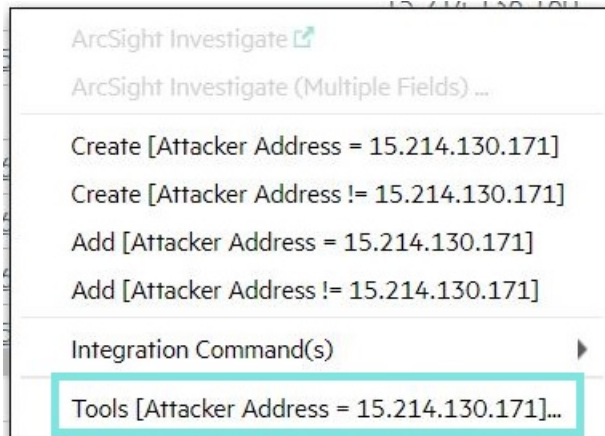 ArcSight Investigate
ArcSight Investigate (Multiple Fields) ...
Create [Attacker Address = 15.214.130.171]
Create [Attacker Address != 15.214.130.171]
Add [Attacker Address = 15.214.130.171]
Add [Attacker Address != 15.214.130.171]
Integration Command(s)
Tools [Attacker Address = 15.214.130.171]...